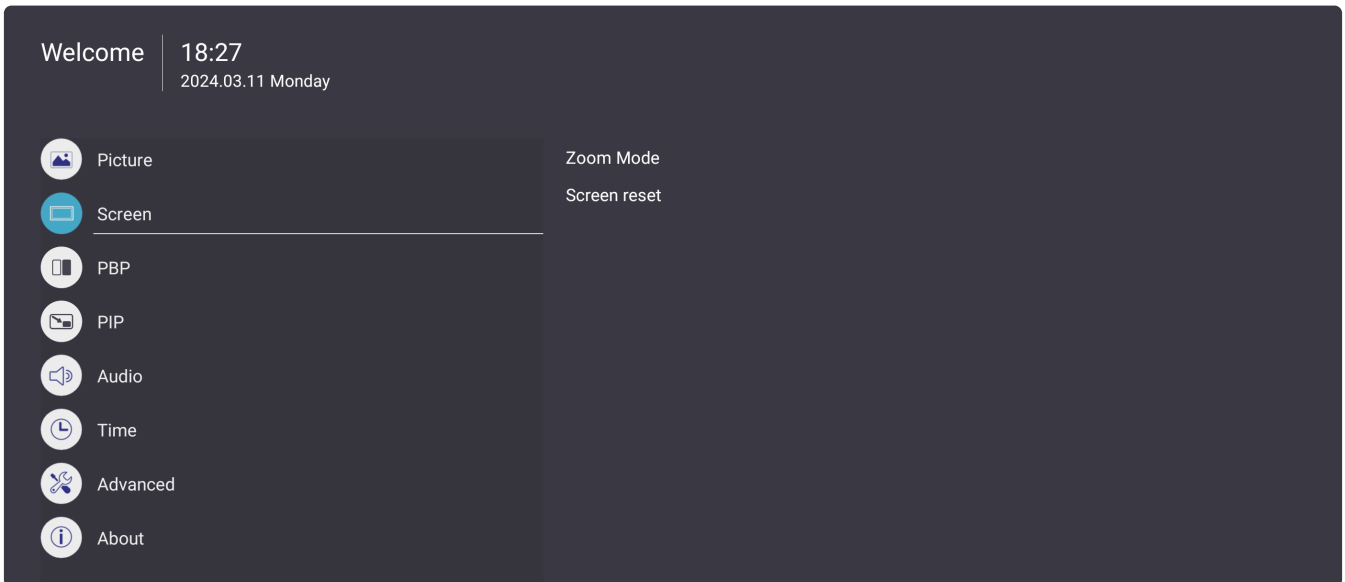 Welcome
18:27
2024.03.11 Monday
Picture
Screen
PBP
PIP
Audio
Time
Advanced
About
Zoom Mode
Screen reset